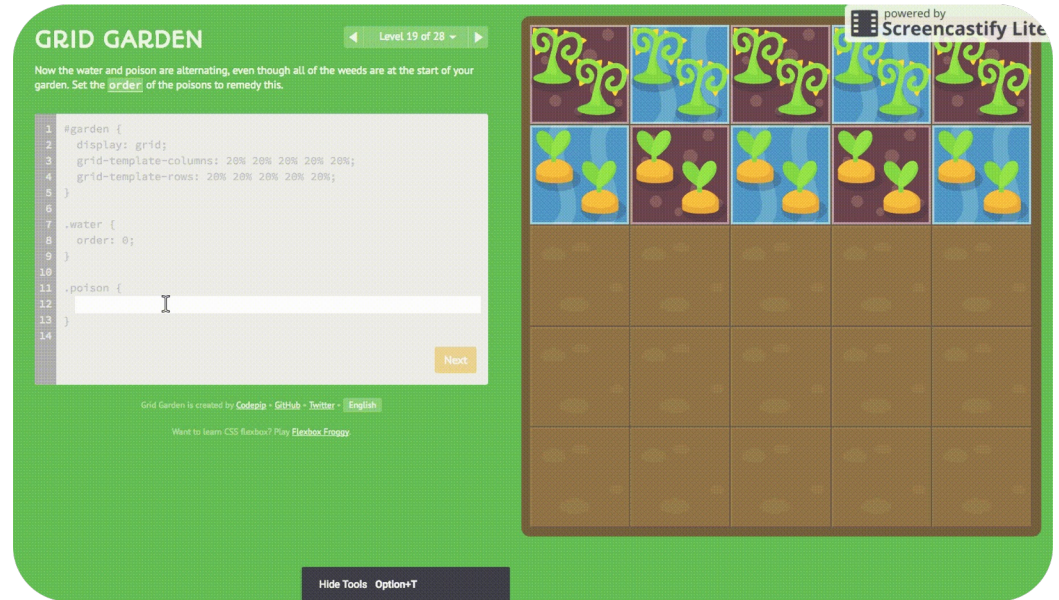 powered by
Screencastify Lite
GRID GARDEN
Level 19 of 28
Now the water and poison are alternating, even though all of the weeds are at the start of your
garden. Set the order of the poisons to remedy this.
1 #garden {
2 display: grid;
3 grid-template-columns: 20% 20% 20% 20% 20%;
4 grid-template-rows: 20% 20% 20% 20% 20%;
5 }
6
7 .water {
8 order: 0;
9 }
10
11 .poison {
12
13 }
14
Next
Grid Garden is created by Codepip • GitHub • Twitter • English
Want to learn CSS flexbox? Play Flexbox Froggy.
Hide Tools Option+T